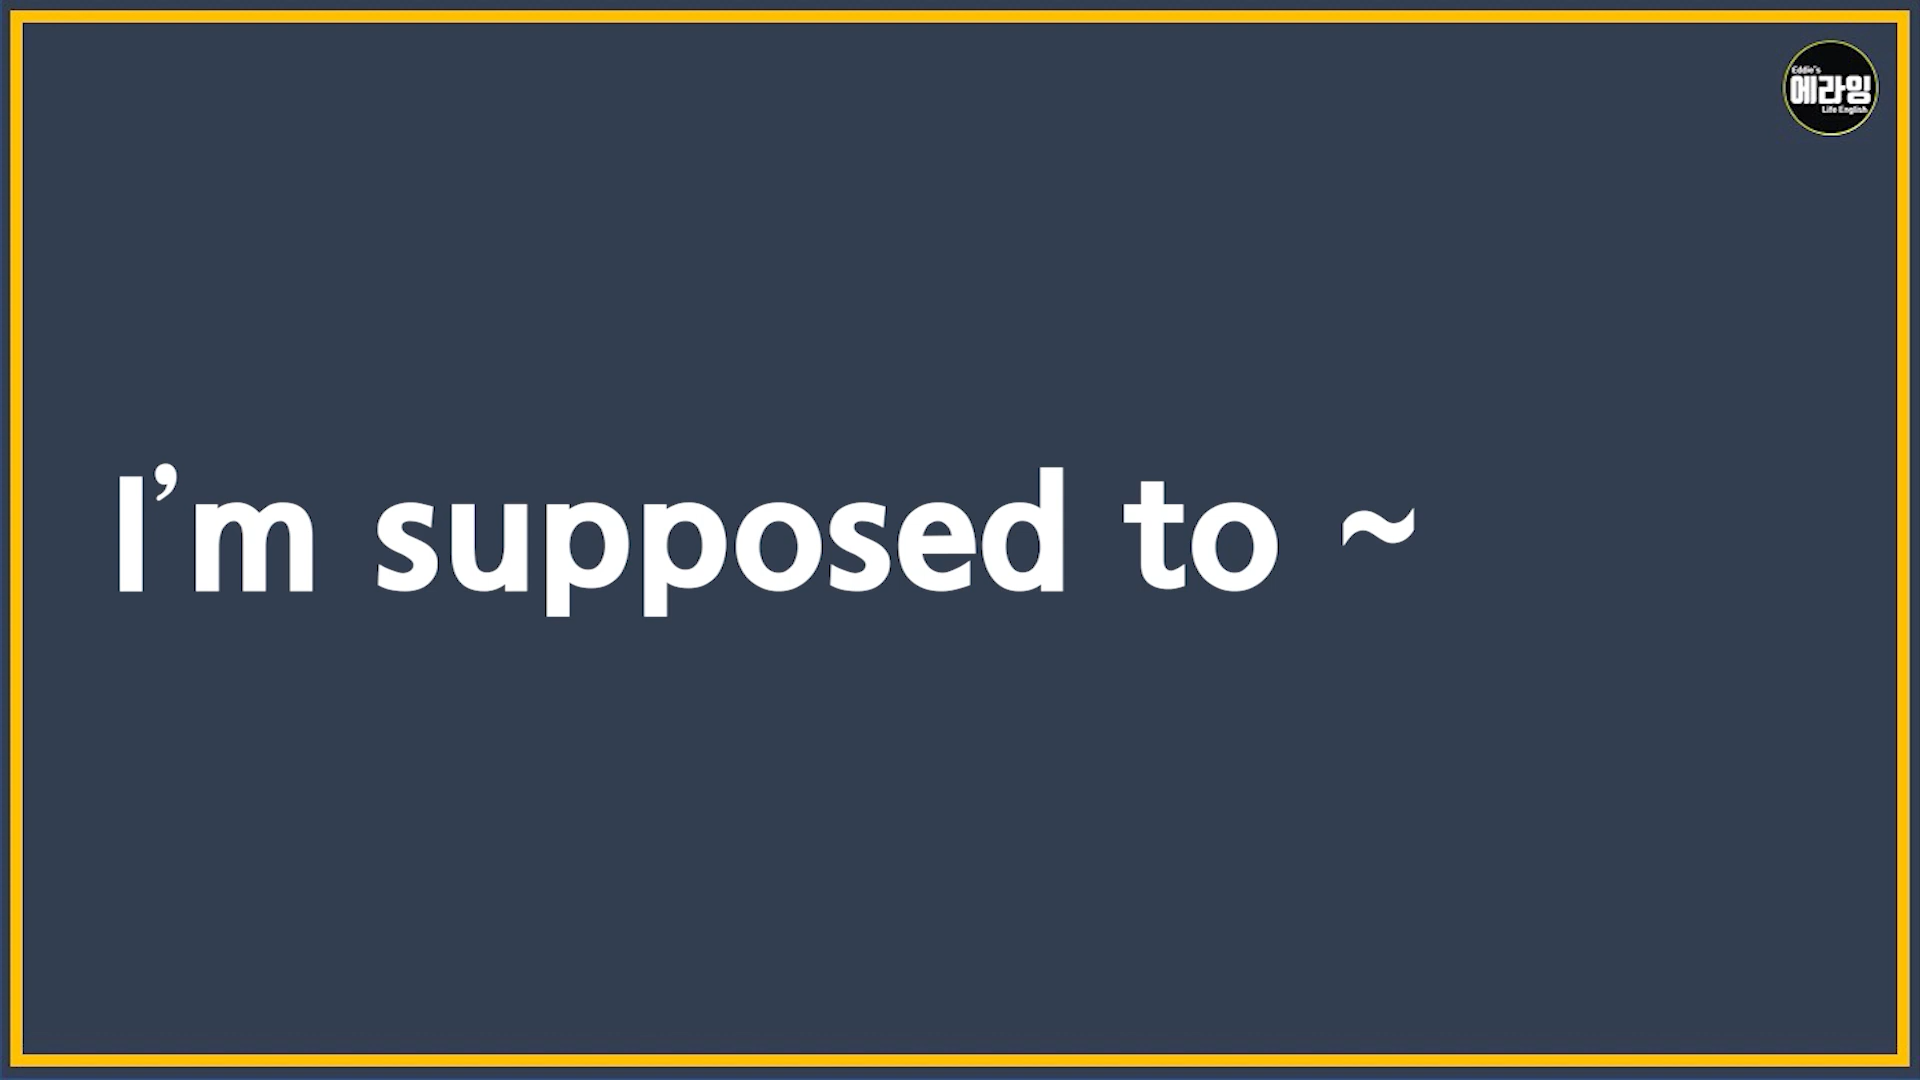 Eddie's
에라잉
Life English
I’m supposed to ~